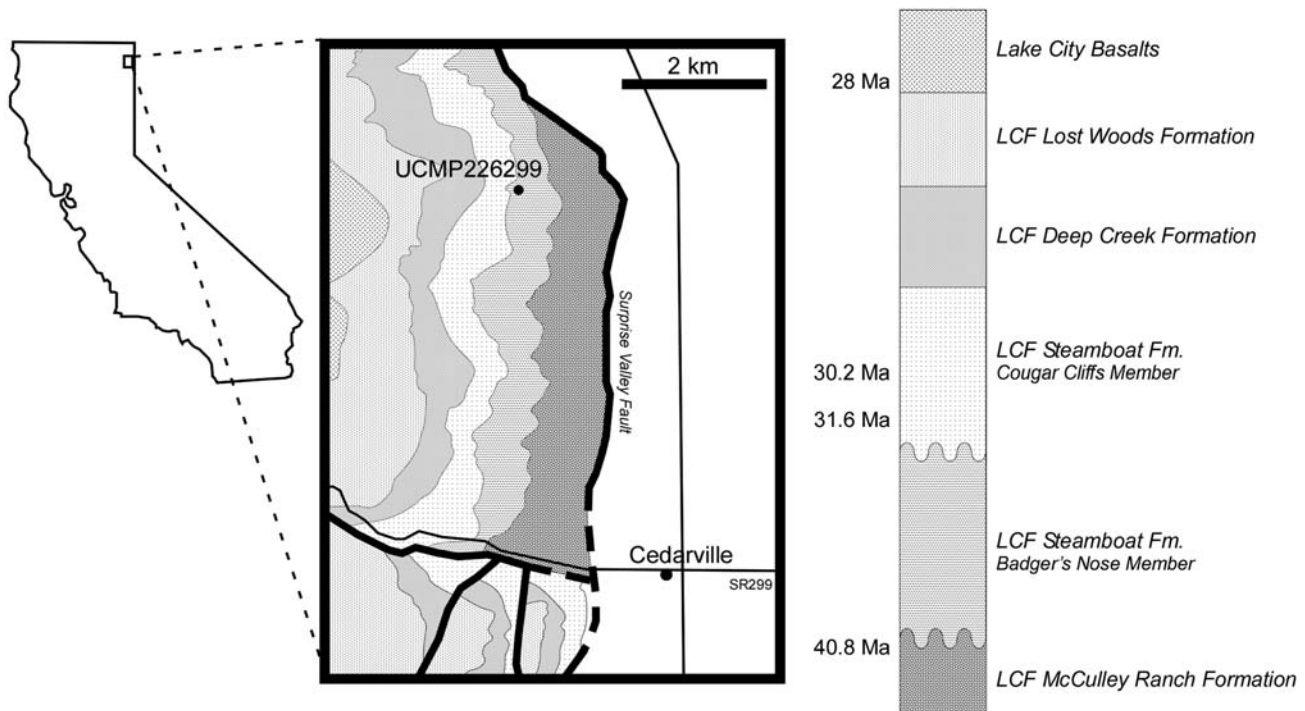 2 km
UCMP226299
Surprise Valley Fault
Cedarville
SR299
Lake City Basalts
28 Ma
LCF Lost Woods Formation
LCF Deep Creek Formation
LCF Steamboat Fm.
Cougar Cliffs Member
30.2 Ma
31.6 Ma
LCF Steamboat Fm.
Badger's Nose Member
40.8 Ma
LCF McCulley Ranch Formation